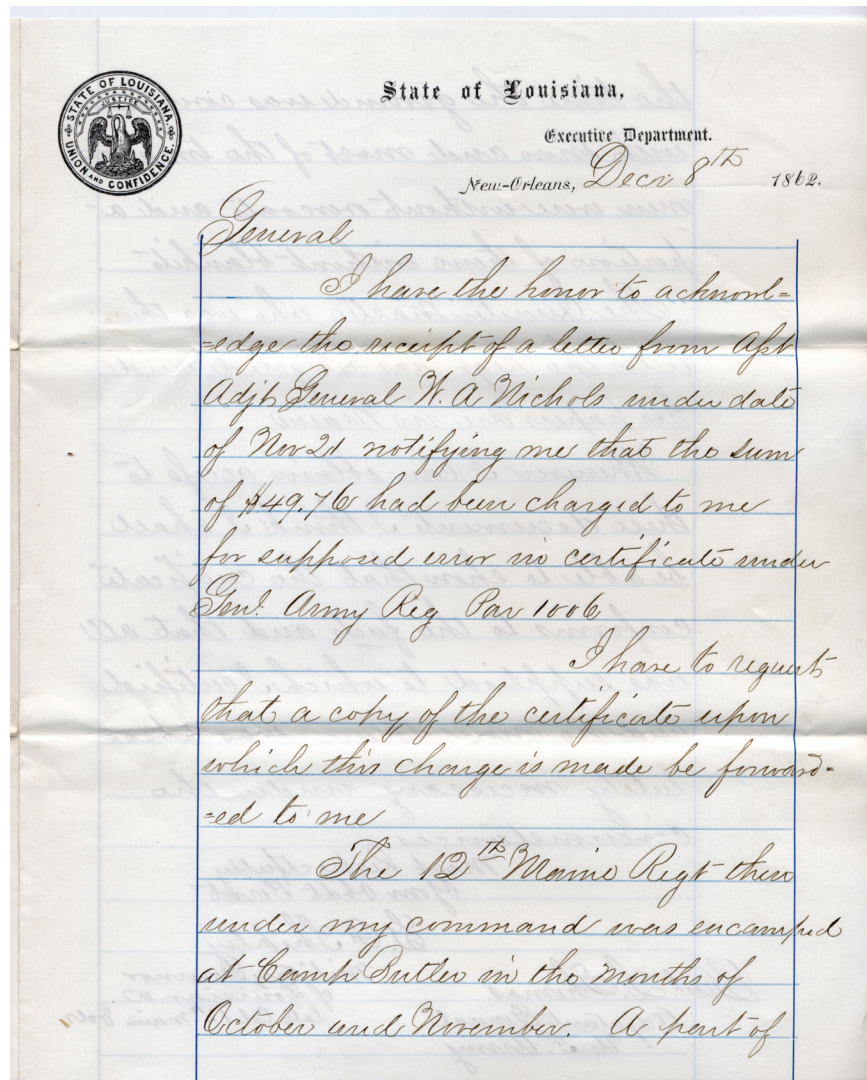 STATE OF LOUISIANA.
JUSTICE
UNION AND CONFIDENCE.
State of Louisiana,
Executive Department.
New-Orleans, Decr 8th 1862.
General
I have the honor to acknowl=
=edge the receipt of a letter from Asst
Adjt General W. A Nichols under date
of Nov 21 notifying me that the sum
of $49.76 had been charged to me
for supposed error in certificate under
Genl. Army Reg Par 1006
I have to request
that a copy of the certificate upon
which this charge is made be forward=
=ed to me
The 12th Maine Regt then
under my command was encamped
at Camp Butler in the months of
October and November. A part of